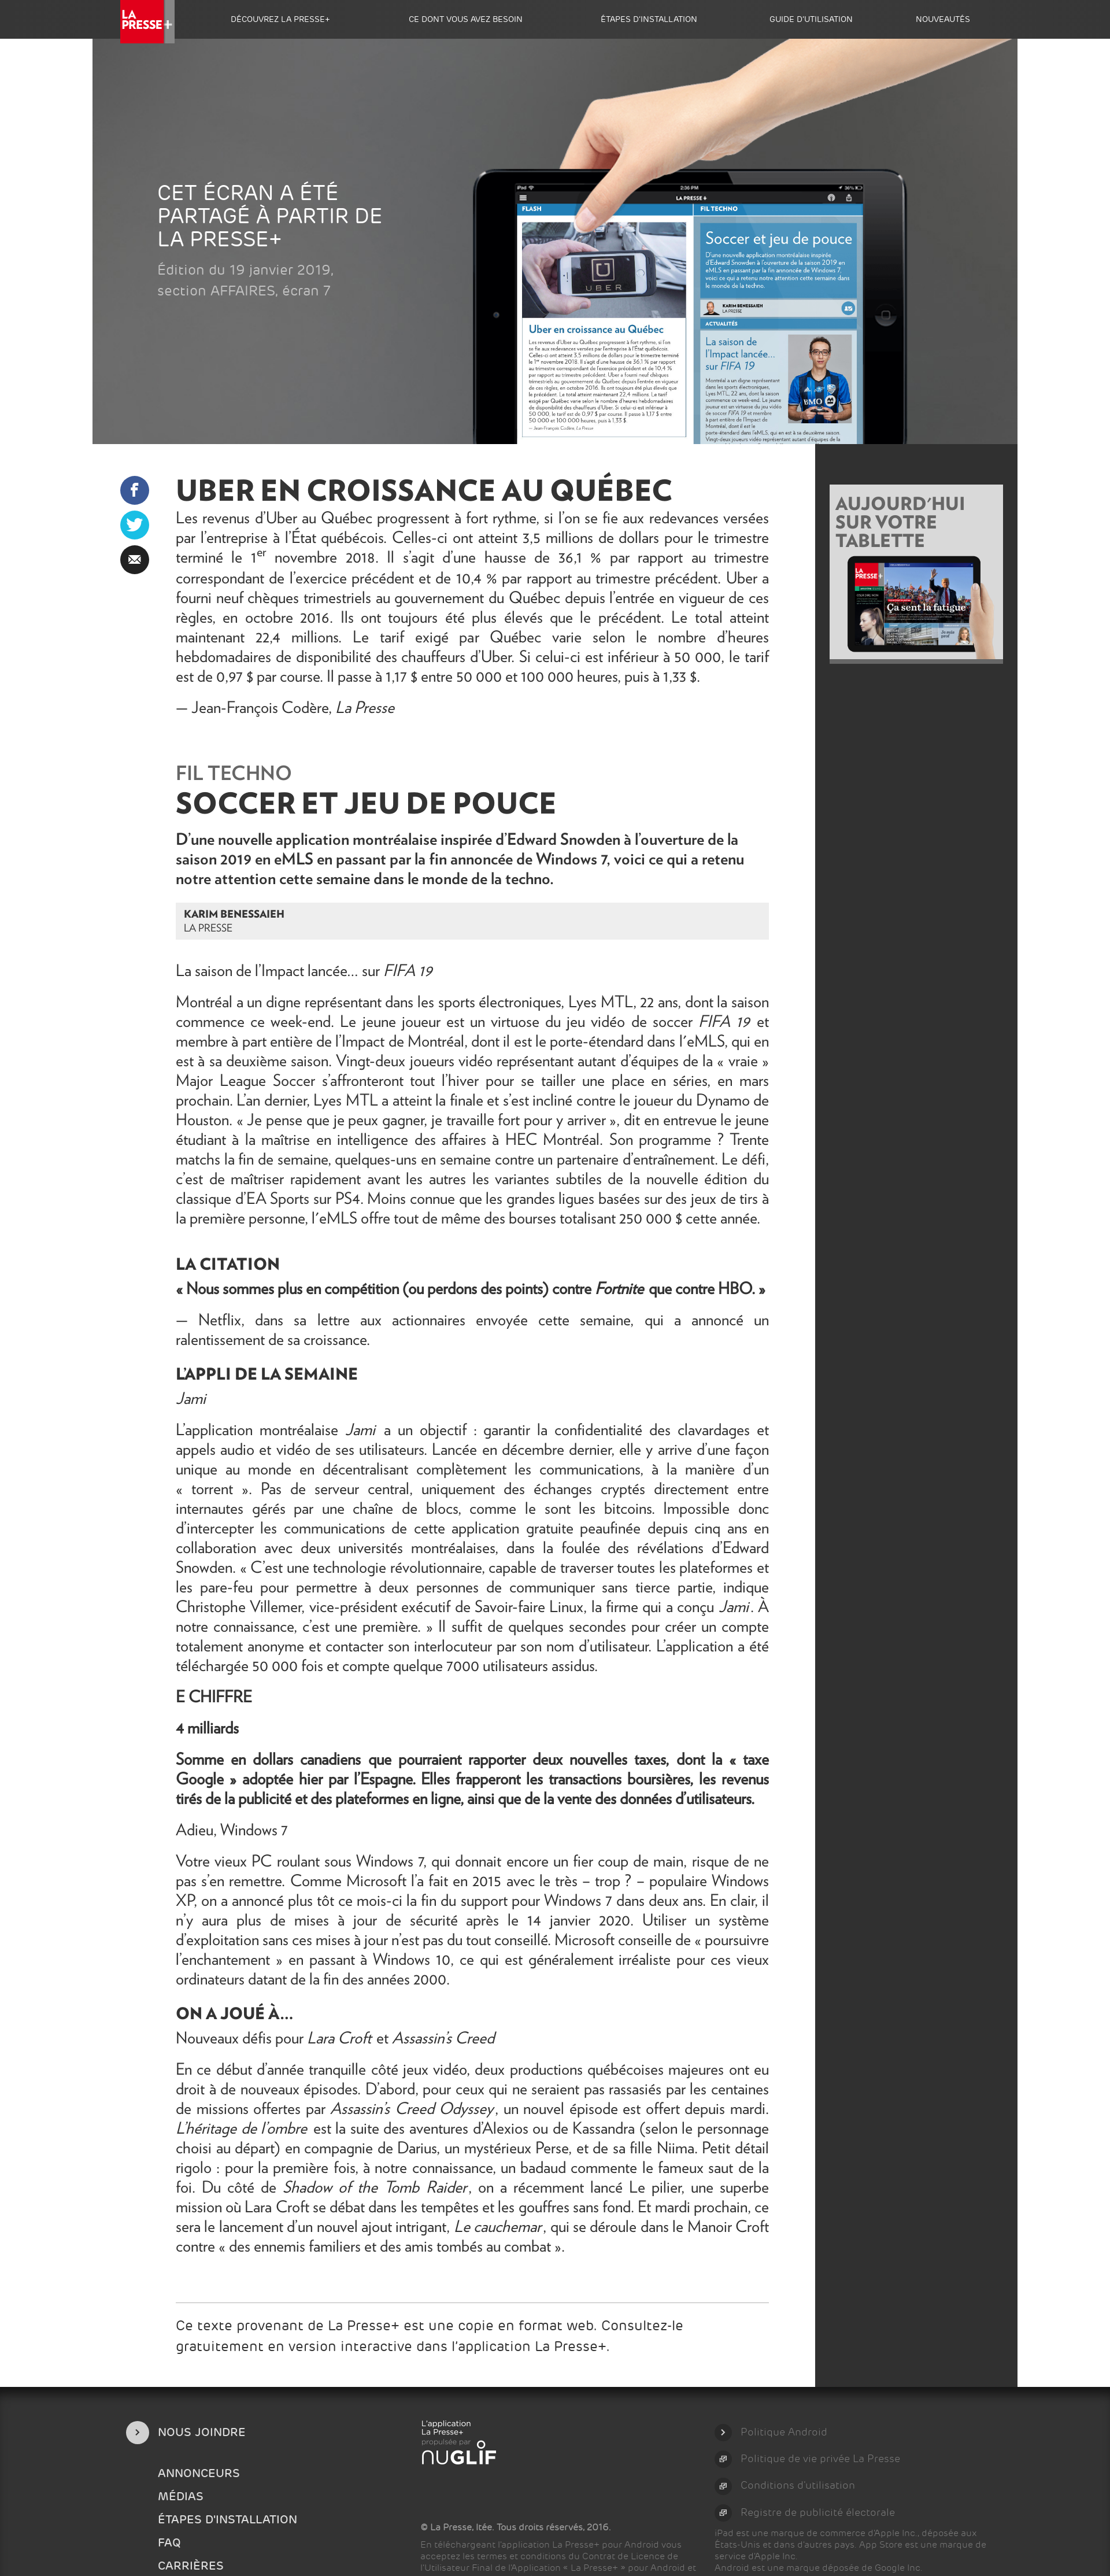 LA
PRESSE+
DÉCOUVREZ LA PRESSE+
CE DONT VOUS AVEZ BESOIN
ÉTAPES D'INSTALLATION
GUIDE D'UTILISATION
NOUVEAUTÉS
CET ÉCRAN A ÉTÉ
PARTAGÉ À PARTIR DE
LA PRESSE+
Édition du 19 janvier 2019,
section AFFAIRES, écran 7
iPad
2:26 PM
LA PRESSE +
FLASH
FIL TECHNO
UBER
Uber en croissance au Québec
Soccer et jeu de pouce
D'une nouvelle application montréalaise inspirée
d'Edward Snowden à l'ouverture de la saison 2019 en
eMLS en passant par la fin annoncée de Windows 7,
voici ce qui a retenu notre attention cette semaine dans
le monde de la techno.
KARIM BENESSAIEH
LA PRESSE
ACTUALITÉS
La saison de
l'Impact lancée...
sur FIFA 19
UBER EN CROISSANCE AU QUÉBEC
Les revenus d'Uber au Québec progressent à fort rythme, si l'on se fie aux redevances versées
par l'entreprise à l'État québécois. Celles-ci ont atteint 3,5 millions de dollars pour le trimestre
terminé le 1er novembre 2018. Il s'agit d'une hausse de 36,1 % par rapport au trimestre
correspondant de l'exercice précédent et de 10,4 % par rapport au trimestre précédent. Uber a
fourni neuf chèques trimestriels au gouvernement du Québec depuis l'entrée en vigueur de ces
règles, en octobre 2016. Ils ont toujours été plus élevés que le précédent. Le total atteint
maintenant 22,4 millions. Le tarif exigé par Québec varie selon le nombre d'heures
hebdomadaires de disponibilité des chauffeurs d'Uber. Si celui-ci est inférieur à 50 000, le tarif
est de 0,97 $ par course. Il passe à 1,17 $ entre 50 000 et 100 000 heures, puis à 1,33 $.
— Jean-François Codère, La Presse
FIL TECHNO
SOCCER ET JEU DE POUCE
D'une nouvelle application montréalaise inspirée d'Edward Snowden à l'ouverture de la
saison 2019 en eMLS en passant par la fin annoncée de Windows 7, voici ce qui a retenu
notre attention cette semaine dans le monde de la techno.
KARIM BENESSAIEH
LA PRESSE
La saison de l'Impact lancée... sur FIFA 19
Montréal a un digne représentant dans les sports électroniques, Lyes MTL, 22 ans, dont la saison
commence ce week-end. Le jeune joueur est un virtuose du jeu vidéo de soccer FIFA 19 et
membre à part entière de l'Impact de Montréal, dont il est le porte-étendard dans l'eMLS, qui en
est à sa deuxième saison. Vingt-deux joueurs vidéo représentant autant d'équipes de la « vraie »
Major League Soccer s'affronteront tout l'hiver pour se tailler une place en séries, en mars
prochain. L'an dernier, Lyes MTL a atteint la finale et s'est incliné contre le joueur du Dynamo de
Houston. « Je pense que je peux gagner, je travaille fort pour y arriver », dit en entrevue le jeune
étudiant à la maîtrise en intelligence des affaires à HEC Montréal. Son programme ? Trente
matchs la fin de semaine, quelques-uns en semaine contre un partenaire d'entraînement. Le défi,
c'est de maîtriser rapidement avant les autres les variantes subtiles de la nouvelle édition du
classique d'EA Sports sur PS4. Moins connue que les grandes ligues basées sur des jeux de tirs à
la première personne, l'eMLS offre tout de même des bourses totalisant 250 000 $ cette année.
LA CITATION
« Nous sommes plus en compétition (ou perdons des points) contre Fortnite que contre HBO. »
— Netflix, dans sa lettre aux actionnaires envoyée cette semaine, qui a annoncé un
ralentissement de sa croissance.
L'APPLI DE LA SEMAINE
Jami
L'application montréalaise Jami a un objectif : garantir la confidentialité des clavardages et
appels audio et vidéo de ses utilisateurs. Lancée en décembre dernier, elle y arrive d'une façon
unique au monde en décentralisant complètement les communications, à la manière d'un
« torrent ». Pas de serveur central, uniquement des échanges cryptés directement entre
internautes gérés par une chaîne de blocs, comme le sont les bitcoins. Impossible donc
d'intercepter les communications de cette application gratuite peaufinée depuis cinq ans en
collaboration avec deux universités montréalaises, dans la foulée des révélations d'Edward
Snowden. « C'est une technologie révolutionnaire, capable de traverser toutes les plateformes et
les pare-feu pour permettre à deux personnes de communiquer sans tierce partie, indique
Christophe Villemer, vice-président exécutif de Savoir-faire Linux, la firme qui a conçu Jami. À
notre connaissance, c'est une première. » Il suffit de quelques secondes pour créer un compte
totalement anonyme et contacter son interlocuteur par son nom d'utilisateur. L'application a été
téléchargée 50 000 fois et compte quelque 7000 utilisateurs assidus.
E CHIFFRE
4 milliards
Somme en dollars canadiens que pourraient rapporter deux nouvelles taxes, dont la « taxe
Google » adoptée hier par l'Espagne. Elles frapperont les transactions boursières, les revenus
tirés de la publicité et des plateformes en ligne, ainsi que de la vente des données d'utilisateurs.
Adieu, Windows 7
Votre vieux PC roulant sous Windows 7, qui donnait encore un fier coup de main, risque de ne
pas s'en remettre. Comme Microsoft l'a fait en 2015 avec le très – trop ? – populaire Windows
XP, on a annoncé plus tôt ce mois-ci la fin du support pour Windows 7 dans deux ans. En clair, il
n'y aura plus de mises à jour de sécurité après le 14 janvier 2020. Utiliser un système
d'exploitation sans ces mises à jour n'est pas du tout conseillé. Microsoft conseille de « poursuivre
l'enchantement » en passant à Windows 10, ce qui est généralement irréaliste pour ces vieux
ordinateurs datant de la fin des années 2000.
ON A JOUÉ À...
Nouveaux défis pour Lara Croft et Assassin's Creed
En ce début d'année tranquille côté jeux vidéo, deux productions québécoises majeures ont eu
droit à de nouveaux épisodes. D'abord, pour ceux qui ne seraient pas rassasiés par les centaines
de missions offertes par Assassin's Creed Odyssey, un nouvel épisode est offert depuis mardi.
L'héritage de l'ombre est la suite des aventures d'Alexios ou de Kassandra (selon le personnage
choisi au départ) en compagnie de Darius, un mystérieux Perse, et de sa fille Niima. Petit détail
rigolo : pour la première fois, à notre connaissance, un badaud commente le fameux saut de la
foi. Du côté de Shadow of the Tomb Raider, on a récemment lancé Le pilier, une superbe
mission où Lara Croft se débat dans les tempêtes et les gouffres sans fond. Et mardi prochain, ce
sera le lancement d'un nouvel ajout intrigant, Le cauchemar, qui se déroule dans le Manoir Croft
contre « des ennemis familiers et des amis tombés au combat ».
Ce texte provenant de La Presse+ est une copie en format web. Consultez-le
gratuitement en version interactive dans l'application La Presse+.
AUJOURD'HUI
SUR VOTRE
TABLETTE
LA
PRESSE+
Ça sent la fatigue
NOUS JOINDRE
ANNONCEURS
MÉDIAS
ÉTAPES D'INSTALLATION
FAQ
CARRIÈRES
L'application
La Presse+
propulsée par
nuGLIF
© La Presse, ltée. Tous droits réservés, 2016.
En téléchargeant l'application La Presse+ pour Android vous
acceptez les termes et conditions du Contrat de Licence de
l'Utilisateur Final de l'Application « La Presse+ » pour Android et
Politique Android
Politique de vie privée La Presse
Conditions d'utilisation
Registre de publicité électorale
iPad est une marque de commerce d'Apple Inc., déposée aux
États-Unis et dans d'autres pays. App Store est une marque de
service d'Apple Inc.
Android est une marque déposée de Google Inc.